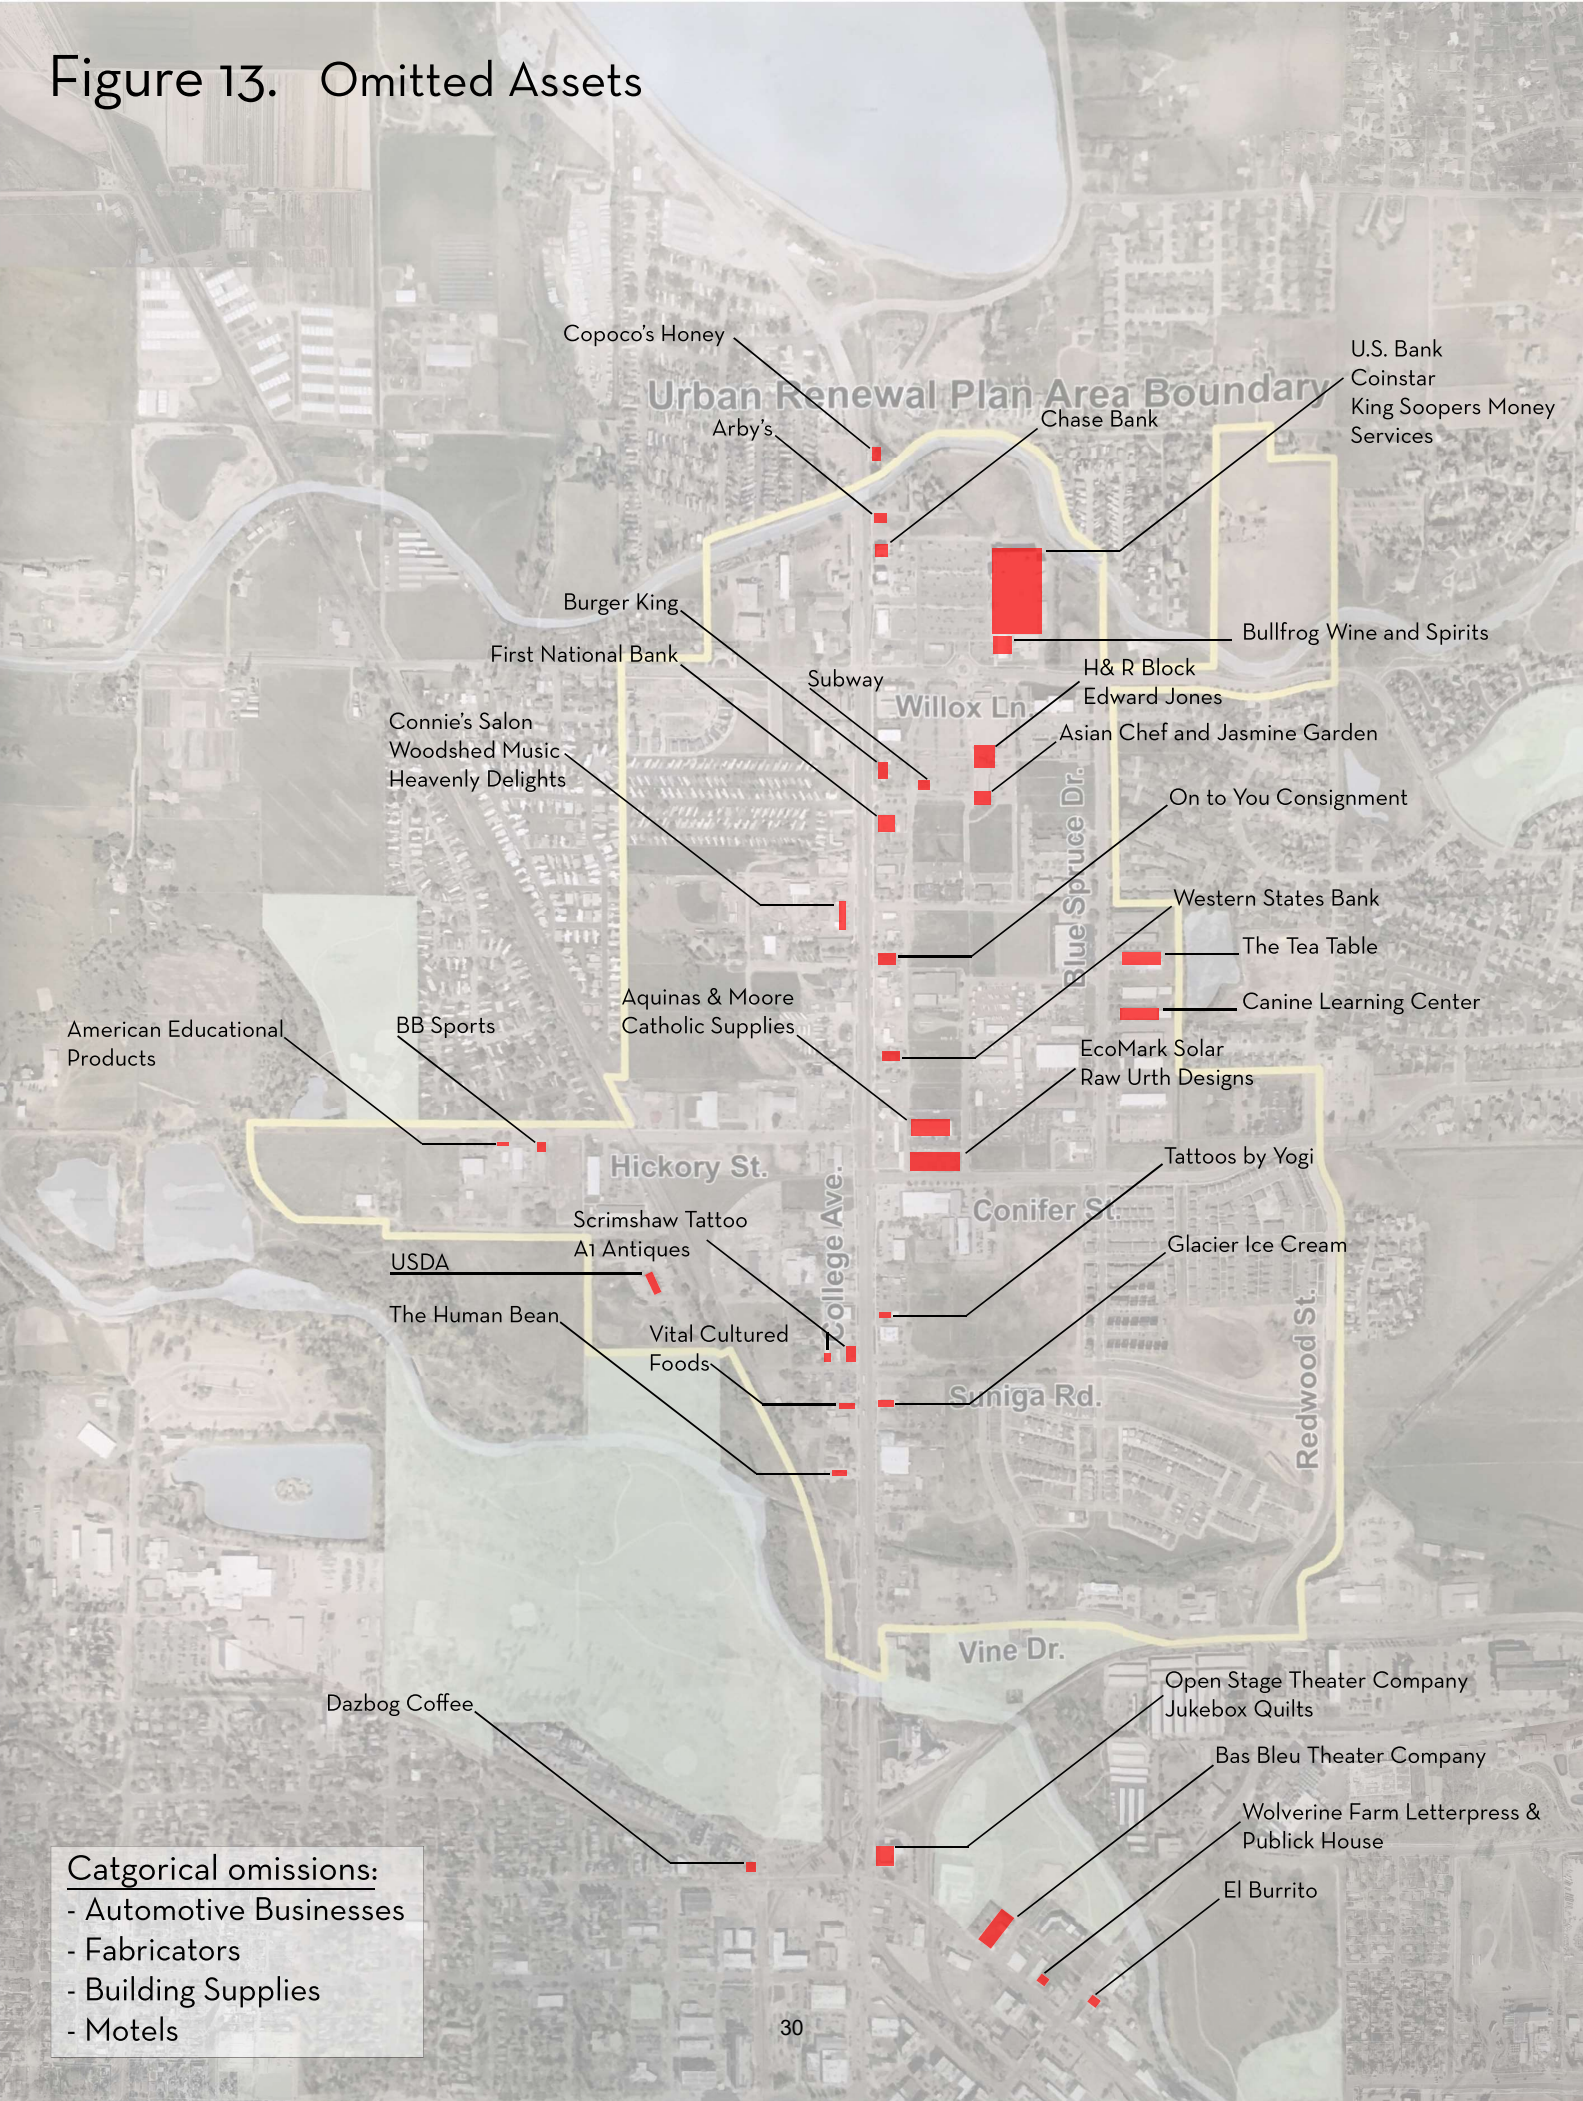 Figure 13. Omitted Assets
Copoco's Honey
U.S. Bank
Coinstar
King Soopers Money
Services
Urban Renewal Plan Area Boundary
Arby's
Chase Bank
Burger King
First National Bank
Bullfrog Wine and Spirits
Subway
H& R Block
Edward Jones
Willox Ln.
Connie's Salon
Woodshed Music
Heavenly Delights
Asian Chef and Jasmine Garden
On to You Consignment
Blue Spruce Dr.
Western States Bank
The Tea Table
Aquinas & Moore
Catholic Supplies
Canine Learning Center
American Educational
Products
BB Sports
EcoMark Solar
Raw Urth Designs
Hickory St.
Tattoos by Yogi
College Ave.
Conifer St.
Scrimshaw Tattoo
A1 Antiques
Glacier Ice Cream
USDA
The Human Bean
Vital Cultured
Foods
Suniga Rd.
Redwood St.
Vine Dr.
Open Stage Theater Company
Jukebox Quilts
Dazbog Coffee
Bas Bleu Theater Company
Wolverine Farm Letterpress &
Publick House
El Burrito
Catgorical omissions:
- Automotive Businesses
- Fabricators
- Building Supplies
- Motels
30